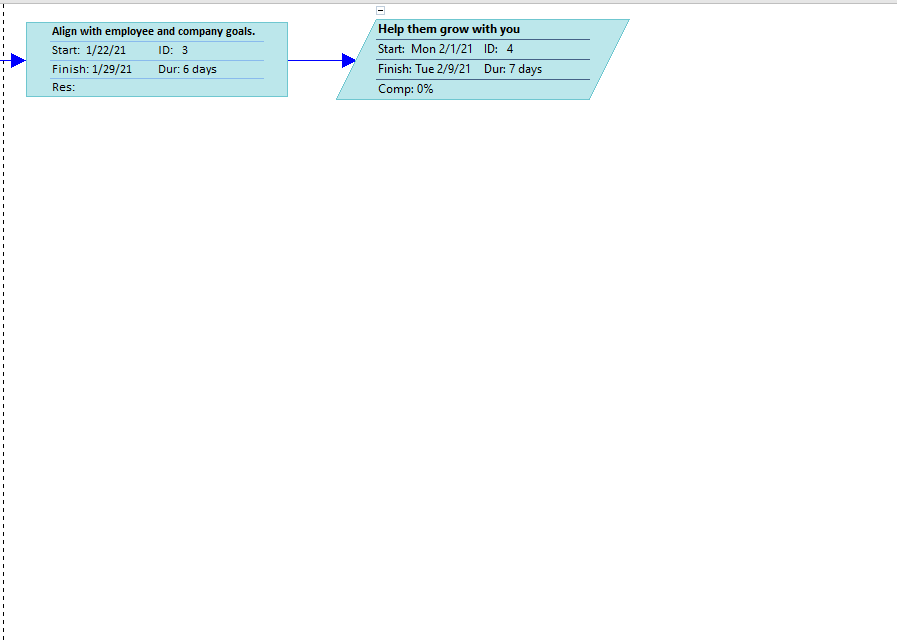 Align with employee and company goals.
Start: 1/22/21 ID: 3
Finish: 1/29/21 Dur: 6 days
Res:
Help them grow with you
Start: Mon 2/1/21 ID: 4
Finish: Tue 2/9/21 Dur: 7 days
Comp: 0%